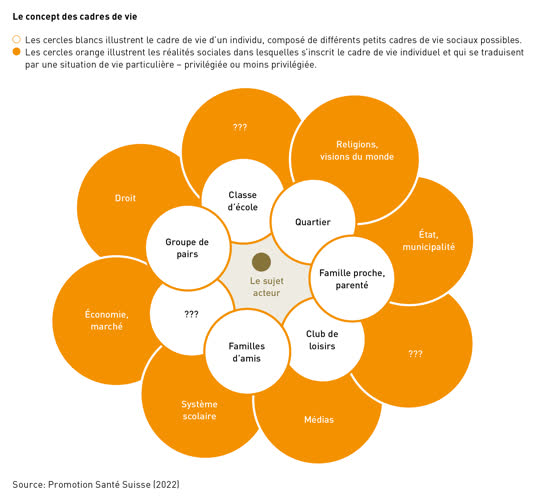 Le concept des cadres de vie
Les cercles blancs illustrent le cadre de vie d'un individu, composé de différents petits cadres de vie sociaux possibles.
Les cercles orange illustrent les réalités sociales dans lesquelles s'inscrit le cadre de vie individuel et qui se traduisent
par une situation de vie particulière – privilégiée ou moins privilégiée.
???
Religions,
visions du monde
Droit
Classe
d'école
Quartier
État,
municipalité
Groupe de
pairs
Le sujet
acteur
Famille proche,
parenté
Économie,
marché
???
Familles
d'amis
Club de
loisirs
???
Système
scolaire
Médias
Source: Promotion Santé Suisse (2022)